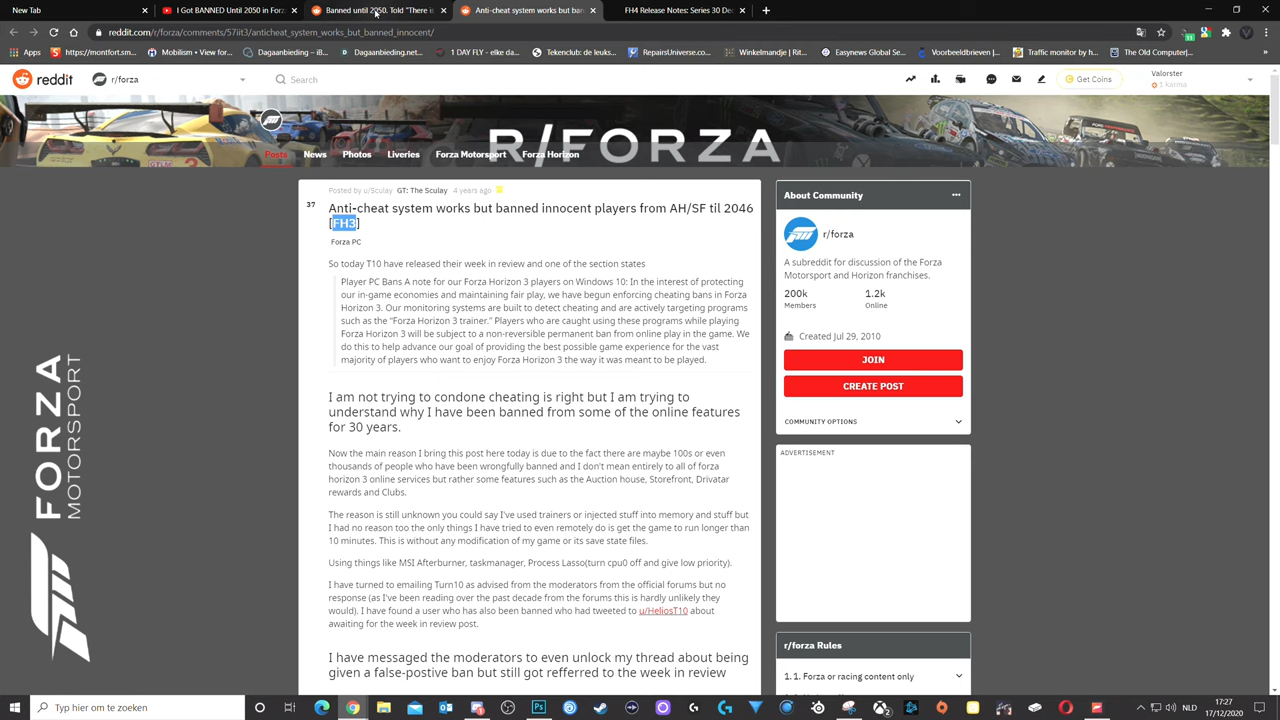 New Tab
I Got BANNED Until 2050 in Forz
Banned until 2050. Told "There is
Anti-cheat system works but ban
FH4 Release Notes: Series 30 Dec
reddit.com/r/forza/comments/57iit3/anticheat_system_works_but_banned_innocent/
Apps
https://montfort.sm...
Mobilism • View for...
Dagaanbieding - iB...
Dagaanbieding.net...
1 DAY FLY - elke da...
Tekenclub: de leuks...
RepairsUniverse.co...
Winkelmandje | Rit...
Easynews Global Se...
Voorbeeldbrieven |...
Traffic monitor by h...
The Old Computer|...
reddit
r/forza
Search
Get Coins
Valorster
1 karma
R/FORZA
Posts
News
Photos
Liveries
Forza Motorsport
Forza Horizon
Posted by u/Sculay GT: The Sculay 4 years ago
37
Anti-cheat system works but banned innocent players from AH/SF til 2046
[FH3]
Forza PC
So today T10 have released their week in review and one of the section states
Player PC Bans A note for our Forza Horizon 3 players on Windows 10: In the interest of protecting
our in-game economies and maintaining fair play, we have begun enforcing cheating bans in Forza
Horizon 3. Our monitoring systems are built to detect cheating and are actively targeting programs
such as the "Forza Horizon 3 trainer." Players who are caught using these programs while playing
Forza Horizon 3 will be subject to a non-reversible permanent ban from online play in the game. We
do this to help advance our goal of providing the best possible game experience for the vast
majority of players who want to enjoy Forza Horizon 3 the way it was meant to be played.
I am not trying to condone cheating is right but I am trying to
understand why I have been banned from some of the online features
for 30 years.
Now the main reason I bring this post here today is due to the fact there are maybe 100s or even
thousands of people who have been wrongfully banned and I don't mean entirely to all of forza
horizon 3 online services but rather some features such as the Auction house, Storefront, Drivatar
rewards and Clubs.
The reason is still unknown you could say I've used trainers or injected stuff into memory and stuff but
I had no reason too the only things I have tried to even remotely do is get the game to run longer than
10 minutes. This is without any modification of my game or its save state files.
Using things like MSI Afterburner, taskmanager, Process Lasso(turn cpu0 off and give low priority).
I have turned to emailing Turn10 as advised from the moderators from the official forums but no
response (as I've been reading over the past decade from the forums this is hardly unlikely they
would). I have found a user who has also been banned who had tweeted to u/HeliosT10 about
awaiting for the week in review post.
I have messaged the moderators to even unlock my thread about being
given a false-postive ban but still got refferred to the week in review
About Community
r/forza
A subreddit for discussion of the Forza
Motorsport and Horizon franchises.
200k
Members
1.2k
Online
Created Jul 29, 2010
JOIN
CREATE POST
COMMUNITY OPTIONS
ADVERTISEMENT
r/forza Rules
1. 1. Forza or racing content only
FORZA
MOTORSPORT
Typ hier om te zoeken
NLD
17:27
17/12/2020